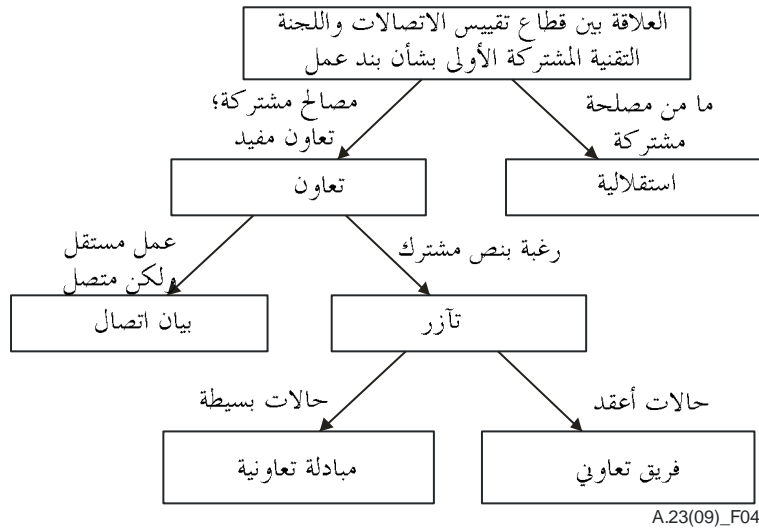 العلاقة بين قطاع تقييس الاتصالات واللجنة
التقنية المشتركة الأولى بشأن بند عمل
مصالح مشتركة؛
تعاون مفيد
ما من مصلحة
مشتركة
تعاون
استقلالية
عمل مستقل
ولكن متصل
رغبة بنص مشترك
بيان اتصال
تآزر
حالات بسيطة
حالات أعقد
مبادلة تعاونية
فريق تعاوني
A.23(09)_F04